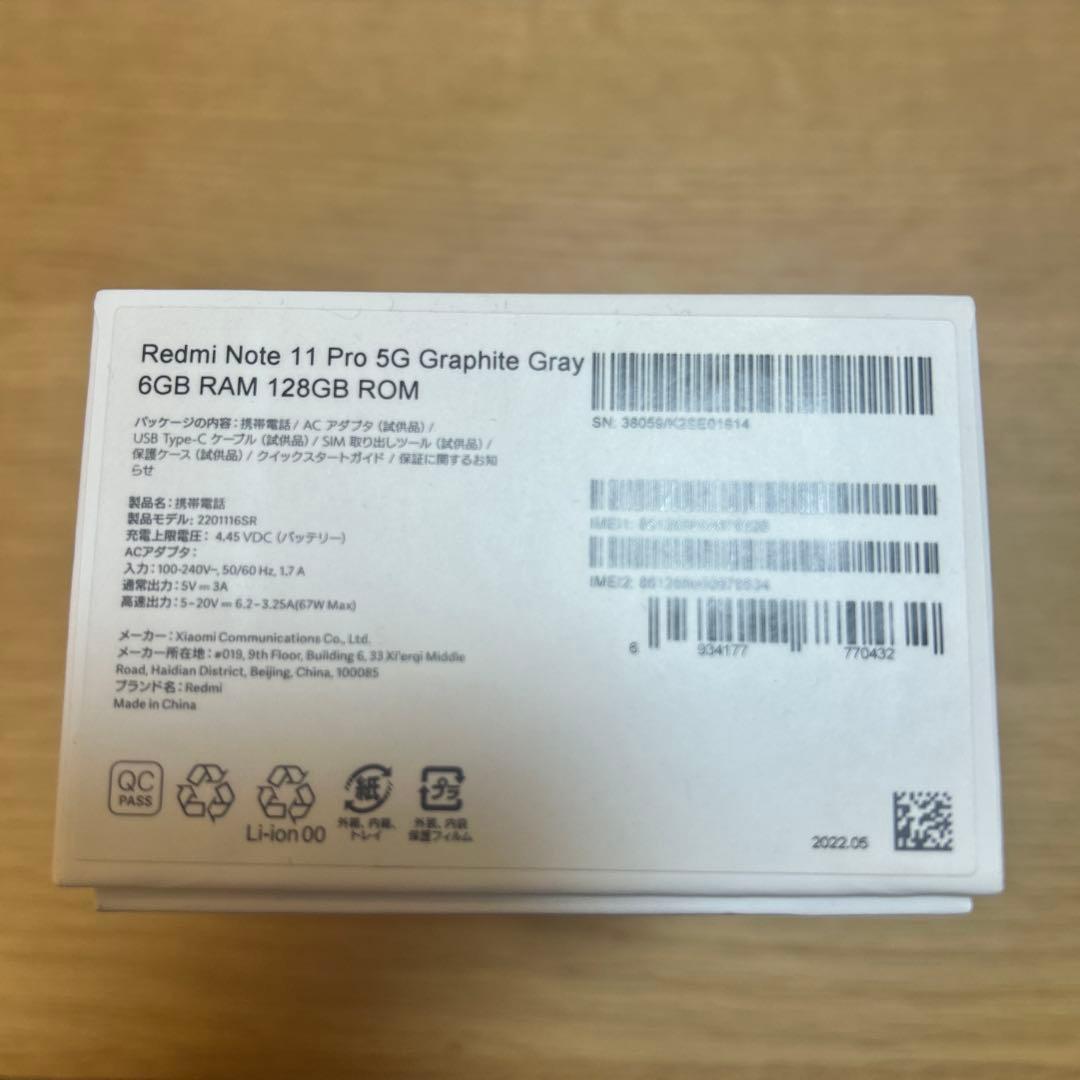 Redmi Note 11 Pro 5G Graphite Gray
6GB RAM 128GB ROM
パッケージの内容：携帯電話 / AC アダプタ (試供品) /
USB Type-C ケーブル (試供品) / SIM 取り出しツール (試供品) /
保護ケース (試供品) / クイックスタートガイド / 保証に関するお知
らせ
製品名：携帯電話
製品モデル: 2201116SR
充電上限電圧： 4.45 VDC (バッテリー)
ACアダプタ：
入力：100-240V~, 50/60 Hz, 1.7 A
通常出力：5V⎓3A
高速出力：5-20V⎓6.2-3.25A(67W Max)
メーカー：Xiaomi Communications Co., Ltd.
メーカー所在地：#019, 9th Floor, Building 6, 33 Xi'erqi Middle
Road, Haidian District, Beijing, China, 100085
ブランド名：Redmi
Made in China
SN:
IMEI1:
IMEI2:
6 934177 770432
QC
PASS
Li-ion 00
紙
外箱、内箱、
トレイ
プラ
外装、内袋
保護フィルム
2022.05